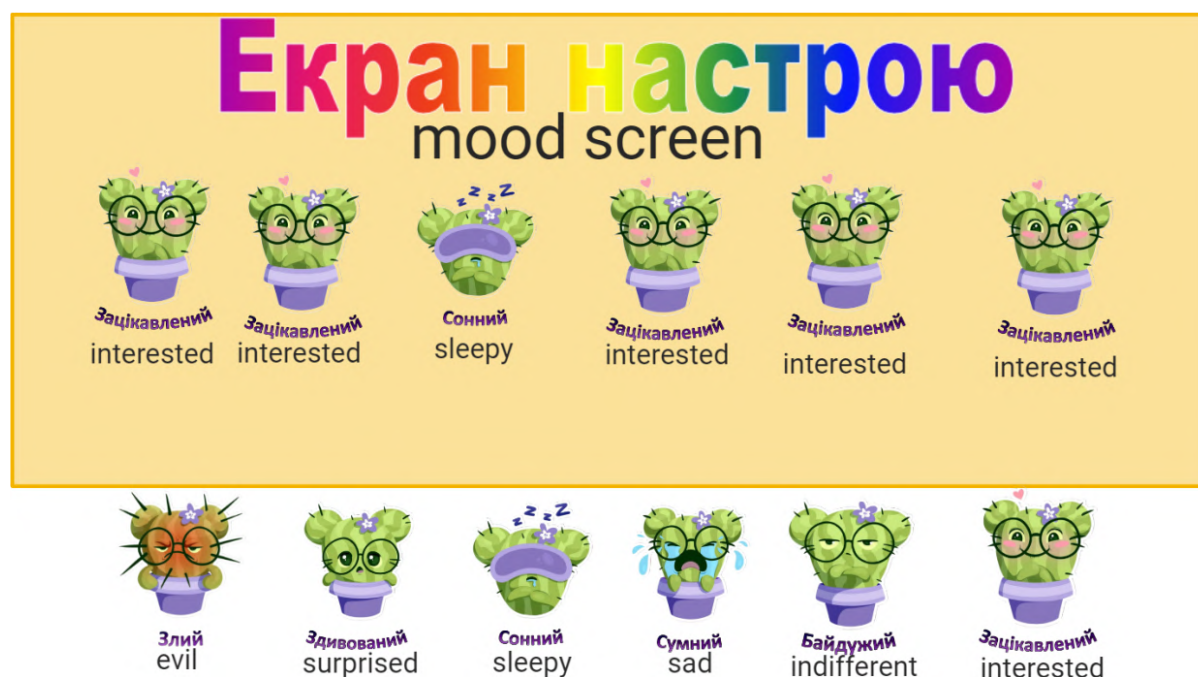 Екран настрою
mood screen
Зацікавлений Зацікавлений Сонний Зацікавлений Зацікавлений Зацікавлений
interested interested sleepy interested interested interested
Злий Здивований Сонний Сумний Байдужий Зацікавлений
evil surprised sleepy sad indifferent interested